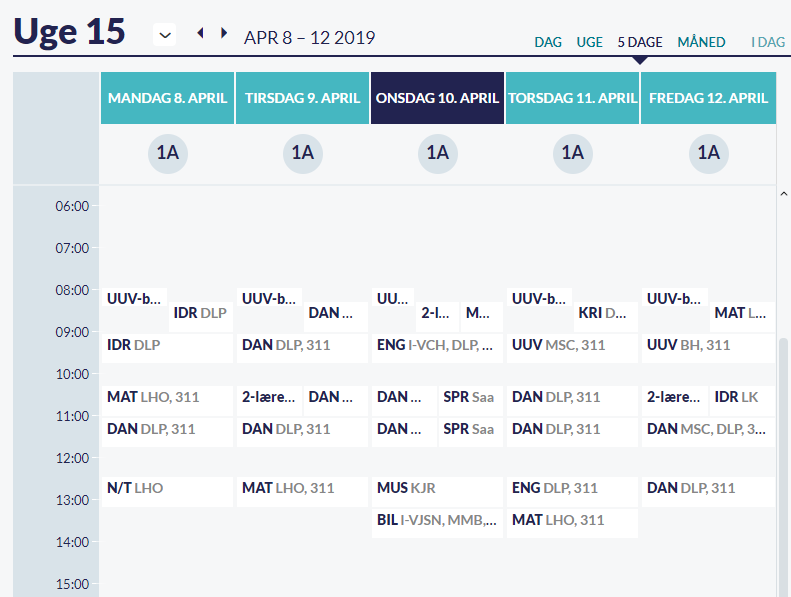 Uge 15
APR 8 – 12 2019
DAG UGE 5 DAGE MÅNED I DAG
MANDAG 8. APRIL TIRSDAG 9. APRIL ONSDAG 10. APRIL TORSDAG 11. APRIL FREDAG 12. APRIL
1A 1A 1A 1A 1A
06:00
07:00
08:00
UUV-b... UUV-b... UU... UUV-b... UUV-b...
IDR DLP DAN ... 2-l... M... KRI D... MAT L...
09:00
IDR DLP DAN DLP, 311 ENG I-VCH, DLP, ... UUV MSC, 311 UUV BH, 311
10:00
MAT LHO, 311 2-lære... DAN ... DAN ... SPR Saa DAN DLP, 311 2-lære... IDR LK
11:00
DAN DLP, 311 DAN DLP, 311 DAN ... SPR Saa DAN DLP, 311 DAN MSC, DLP, 3...
12:00
N/T LHO MAT LHO, 311 MUS KJR ENG DLP, 311 DAN DLP, 311
13:00
BIL I-VJSN, MMB,... MAT LHO, 311
14:00
15:00